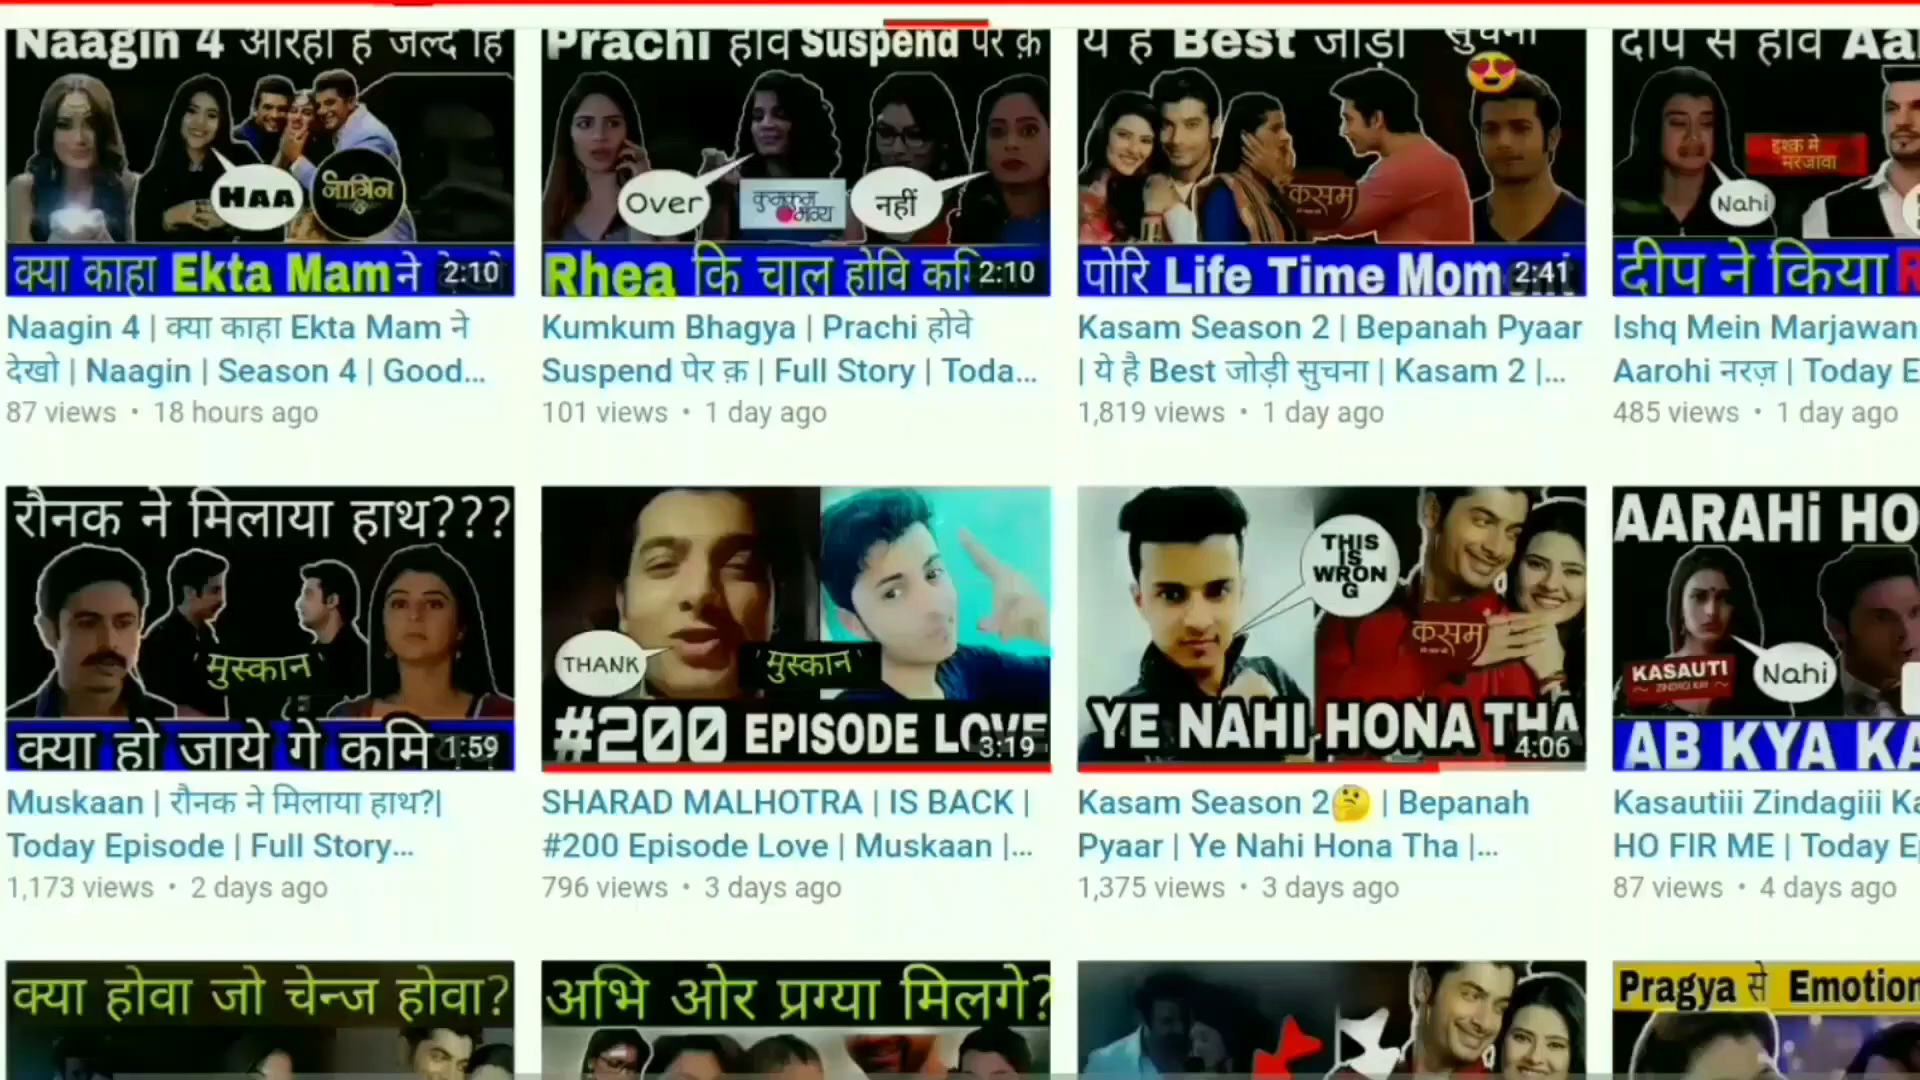 Naagin 4 आरहा है जल्द हि
HAA
नागिन
क्या काहा Ekta Mam ने
2:10
Naagin 4 | क्या काहा Ekta Mam ने
देखो | Naagin | Season 4 | Good...
87 views • 18 hours ago
Prachi होवे Suspend पेर क़
Over
कुमकुम
भाग्य
नहीं
Rhea कि चाल होवि
2:10
Kumkum Bhagya | Prachi होवे
Suspend पेर क़ | Full Story | Toda...
101 views • 1 day ago
ये है Best जोड़ी सुचना
कसम
पोरि Life Time Mom
2:41
Kasam Season 2 | Bepanah Pyaar
| ये है Best जोड़ी सुचना | Kasam 2 |...
1,819 views • 1 day ago
दीप से होवे Aa
इश्क़ में
मरजावां
Nahi
दीप ने किया R
Ishq Mein Marjawan
Aarohi नरज़ | Today E
485 views • 1 day ago
रौनक ने मिलाया हाथ???
मुस्कान
क्या हो जाये गे कमि
1:59
Muskaan | रौनक ने मिलाया हाथ?|
Today Episode | Full Story...
1,173 views • 2 days ago
THANK
मुस्कान
#200 EPISODE LOVE
3:19
SHARAD MALHOTRA | IS BACK |
#200 Episode Love | Muskaan |...
796 views • 3 days ago
THIS
IS
WRON
G
कसम
YE NAHI HONA THA
4:06
Kasam Season 2🤔 | Bepanah
Pyaar | Ye Nahi Hona Tha |...
1,375 views • 3 days ago
AARAHi HO
KASAUTI
ZINDAGII KAY
Nahi
AB KYA KA
Kasautiii Zindagiii Ka
HO FIR ME | Today E
87 views • 4 days ago
क्या होवा जो चेन्ज होवा?
अभि ओर प्रग्या मिलगे?
Pragya से Emotion